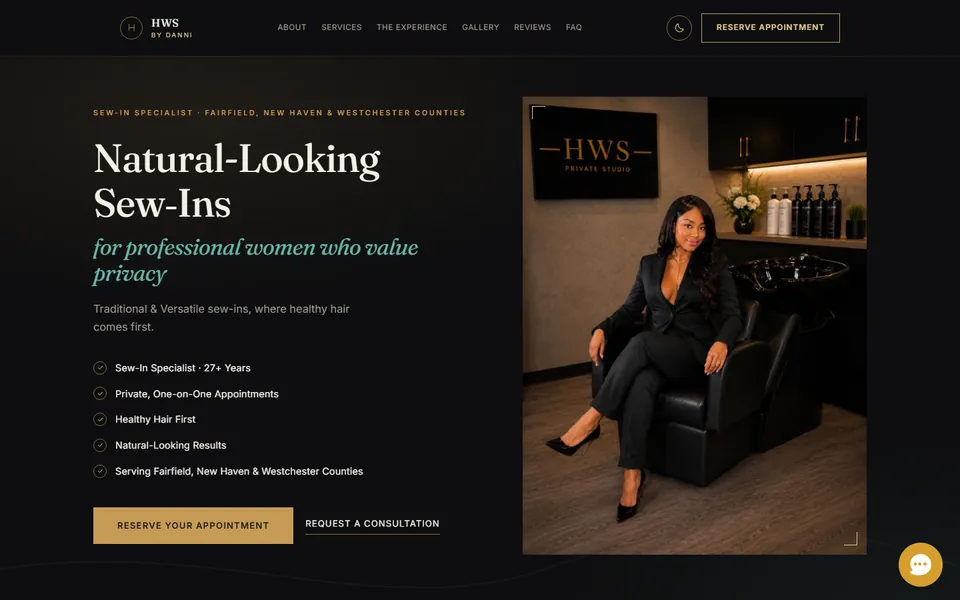 H
HWS
BY DANNI
ABOUT
SERVICES
THE EXPERIENCE
GALLERY
REVIEWS
FAQ
RESERVE APPOINTMENT
SEW-IN SPECIALIST · FAIRFIELD, NEW HAVEN & WESTCHESTER COUNTIES
Natural-Looking
Sew-Ins
for professional women who value
privacy
Traditional & Versatile sew-ins, where healthy hair
comes first.
Sew-In Specialist · 27+ Years
Private, One-on-One Appointments
Healthy Hair First
Natural-Looking Results
Serving Fairfield, New Haven & Westchester Counties
RESERVE YOUR APPOINTMENT
REQUEST A CONSULTATION
HWS
PRIVATE STUDIO